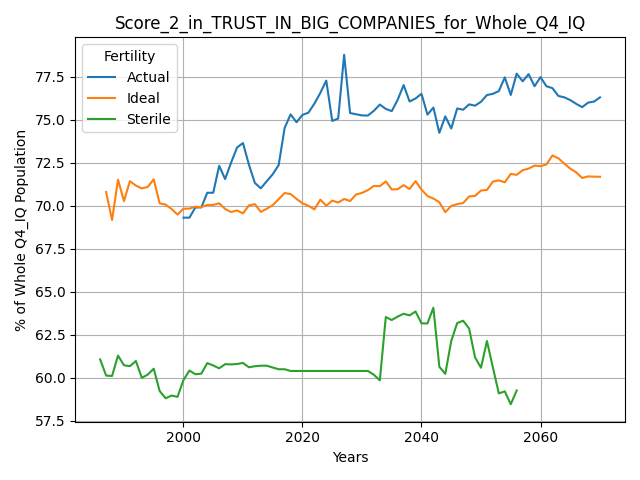 Score_2_in_TRUST_IN_BIG_COMPANIES_for_Whole_Q4_IQ
Fertility
Actual
Ideal
Sterile
% of Whole Q4_IQ Population
77.5
75.0
72.5
70.0
67.5
65.0
62.5
60.0
57.5
2000
2020
2040
2060
Years